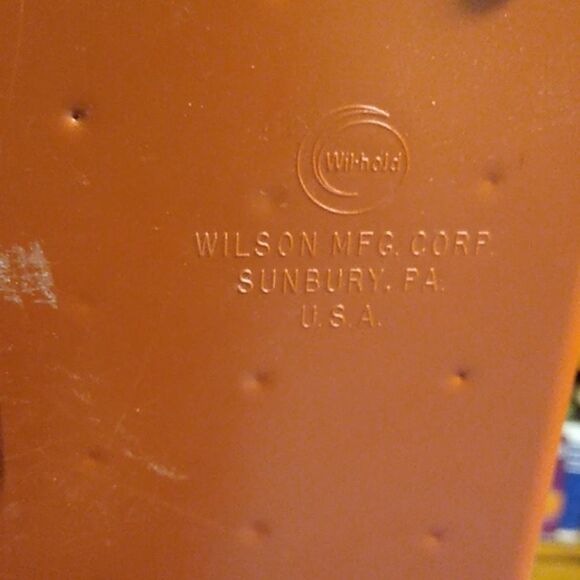 Wil-hold
WILSON MFG. CORP.
SUNBURY, PA.
U.S.A.